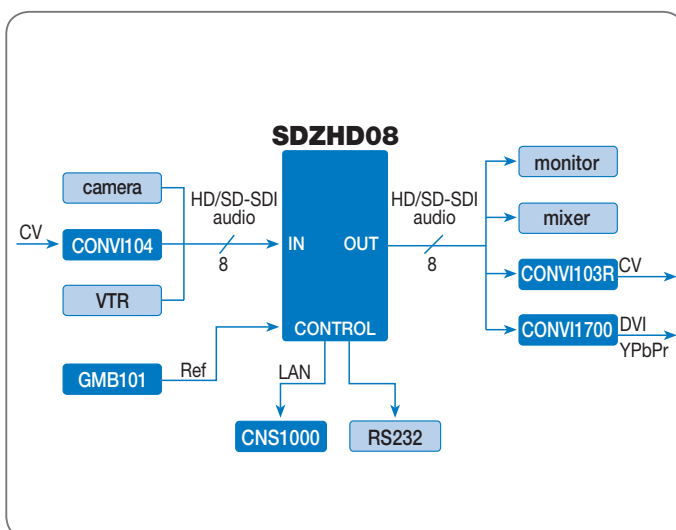 SDZHD08
camera
CV
CONVI104
VTR
GMB101
Ref
HD/SD-SDI
audio
8
IN
OUT
CONTROL
HD/SD-SDI
audio
8
monitor
mixer
CONVI103R
CV
CONVI1700
DVI
YPbPr
LAN
CNS1000
RS232